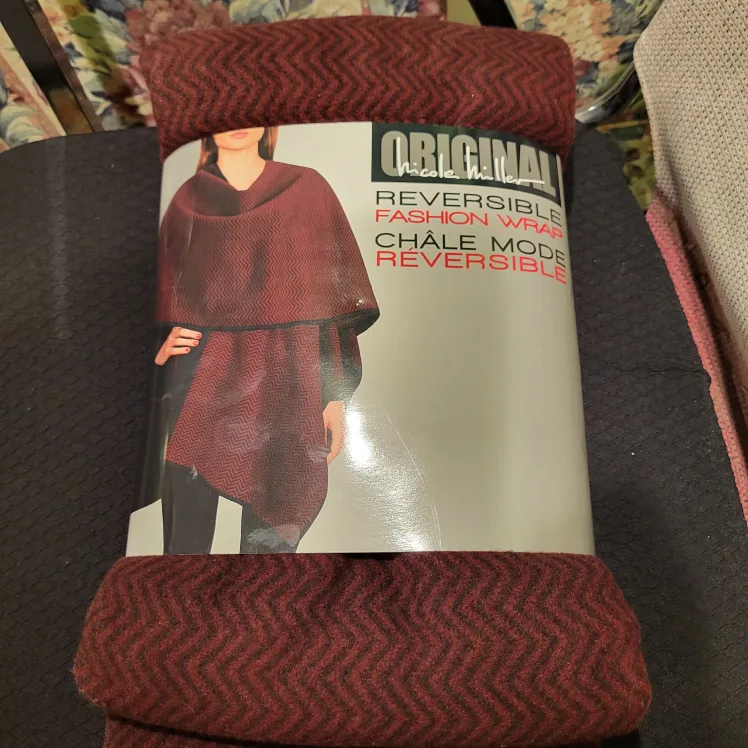 ORIGINAL
Nicole Miller
REVERSIBLE
FASHION WRAP
CHÂLE MODE
RÉVERSIBLE